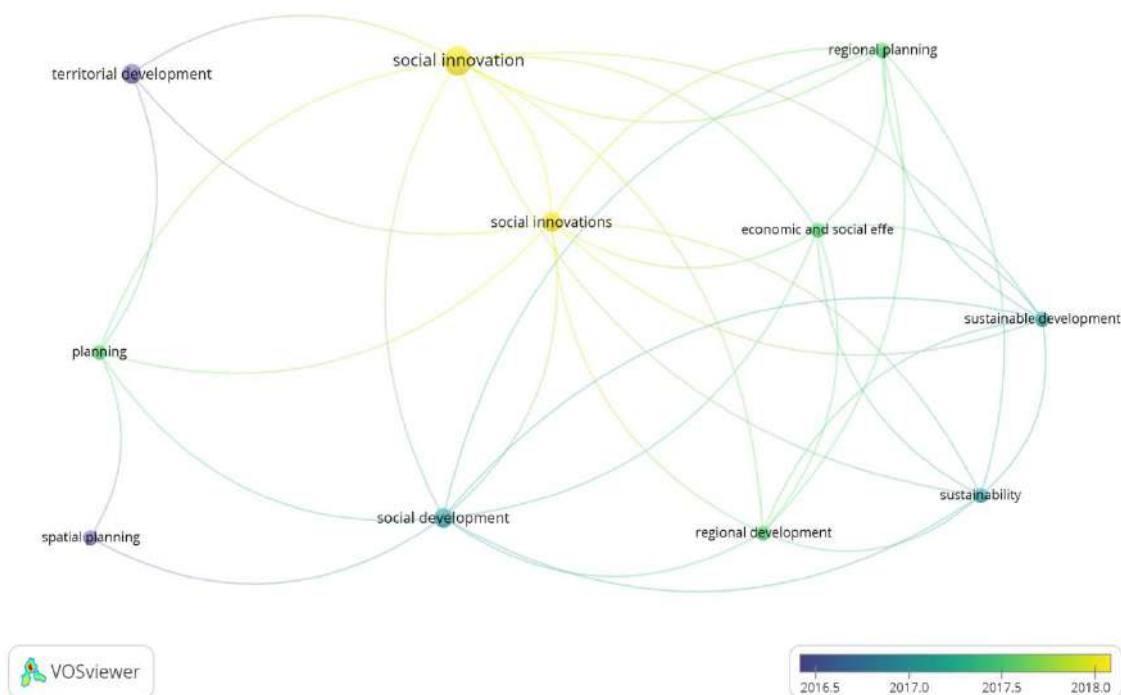 social innovation
regional planning
territorial development
social innovations
economic and social effe
sustainable development
planning
sustainability
social development
regional development
spatial planning
VOSviewer
2016.5 2017.0 2017.5 2018.0